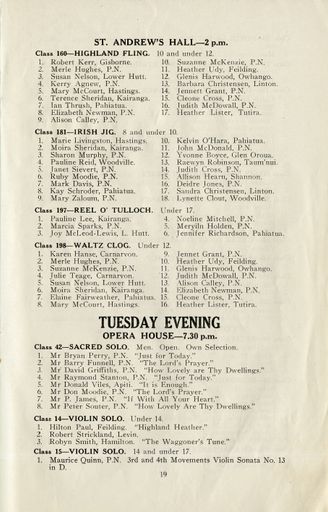 ST. ANDREW'S HALL—2 p.m.
Class 160—HIGHLAND FLING. 10 and under 12.
1. Robert Kerr, Gisborne.
2. Merle Hughes, P.N.
3. Susan Nelson, Lower Hutt.
4. Kerry Agnew, P.N.
5. Mary McCourt, Hastings.
6. Terence Sheridan, Kairanga.
7. Ian Thrush, Pahiatua.
8. Elizabeth Newman, P.N.
9. Alison Calley, P.N.
10. Suzanne McKenzie, P.N.
11. Heather Udy, Feilding.
12. Glenis Harwood, Owhango.
13. Barbara Christensen, Linton.
14. Jennett Grant, P.N.
15. Cleone Cross, P.N.
16. Judith McDowall, P.N.
17. Heather Lister, Tutira.
Class 181—IRISH JIG. 8 and under 10.
1. Marie Livingston, Hastings.
2. Moira Sheridan, Kairanga.
3. Sharon Murphy, P.N.
4. Pauline Reid, Woodville.
5. Janet Sievert, P.N.
6. Ruby Moodie, P.N.
7. Mark Davis, P.N.
8. Kay Schroder, Pahiatua.
9. Mary Zaloum, P.N.
10. Kelvin O'Hara, Pahiatua.
11. John McDonald, P.N.
12. Yvonne Boyce, Glen Oroua.
13. Raewyn Robinson, Taum'nui.
14. Judith Cross, P.N.
15. Allison Hearn, Shannon.
16. Deidre Jones, P.N.
17. Sandra Christensen, Linton.
18. Lynette Clout, Woodville.
Class 197—REEL O' TULLOCH. Under 17.
1. Pauline Lee, Kairanga.
2. Marcia Sparks, P.N.
3. Joy McLeod-Lewis, L. Hutt.
4. Noeline Mitchell, P.N.
5. Meryiln Holden, P.N.
6. Jennifer Richardson, Pahiatua.
Class 198—WALTZ CLOG. Under 12.
1. Karen Hanse, Carnarvon.
2. Merle Hughes, P.N.
3. Suzanne McKenzie, P.N.
4. Julie Teage, Carnarvon.
5. Susan Nelson, Lower Hutt.
6. Moira Sheridan, Kairanga.
7. Elaine Fairweather, Pahiatua.
8. Mary McCourt, Hastings.
9. Jennet Grant, P.N.
10. Heather Udy, Feilding.
11. Glenis Harwood, Owhango.
12. Judith McDowall, P.N.
13. Alison Calley, P.N.
14. Elizabeth Newman, P.N.
15. Cleone Cross, P.N.
16. Heather Lister, Tutira.
TUESDAY EVENING
OPERA HOUSE—7.30 p.m.
Class 42—SACRED SOLO. Men. Open. Own Selection.
1. Mr Bryan Perry, P.N. "Just for Today."
2. Mr Barry Funnell, P.N. "The Lord's Prayer."
3. Mr David Griffiths, P.N. "How Lovely are Thy Dwellings."
4. Mr Raymond Stanton, P.N. "Just for Today."
5. Mr Donald Viles, Apiti. "It is Enough."
6. Mr Don Moodie, P.N. "The Lord's Prayer."
7. Mr P. James, P.N. "If With All Your Heart."
8. Mr Peter Souter, P.N. "How Lovely Are Thy Dwellings."
Class 14—VIOLIN SOLO. Under 14.
1. Hilton Paul, Feilding. "Highland Heather."
2. Robert Strickland, Levin.
3. Robyn Smith, Hamilton. "The Waggoner's Tune."
Class 15—VIOLIN SOLO. 14 and under 17.
1. Maurice Quinn, P.N. 3rd and 4th Movements Violin Sonata No. 13
in D.
19